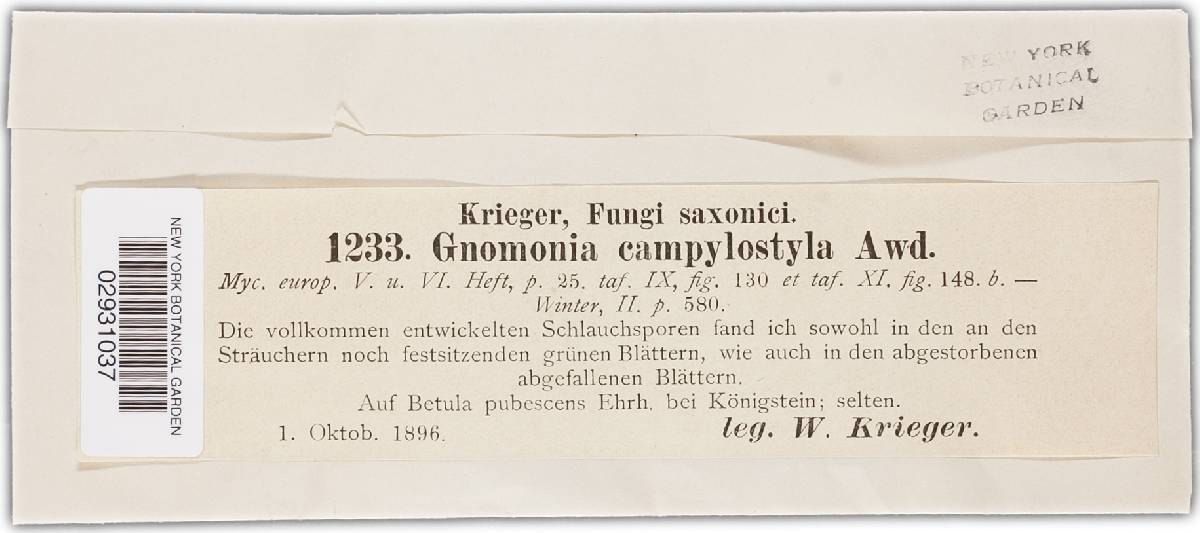 NEW YORK
BOTANICAL
GARDEN
NEW YORK BOTANICAL GARDEN
02931037
Krieger, Fungi saxonici.
1233. Gnomonia campylostyla Awd.
Myc. europ. V. u. VI. Heft, p. 25. taf. IX, fig. 130 et taf. XI. fig. 148. b. —
Winter, II. p. 580.
Die vollkommen entwickelten Schlauchsporen fand ich sowohl in den an den
Sträuchern noch festsitzenden grünen Blättern, wie auch in den abgestorbenen
abgefallenen Blättern.
Auf Betula pubescens Ehrh. bei Königstein; selten.
1. Oktob. 1896.
leg. W. Krieger.